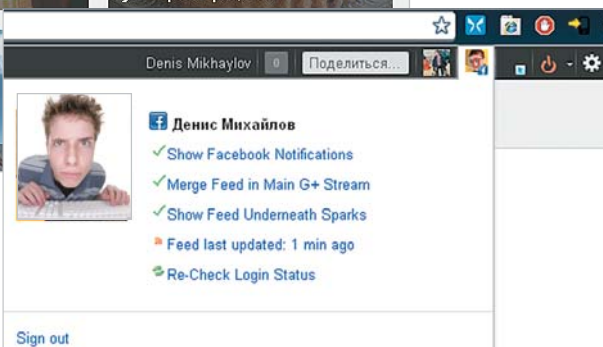 Denis Mikhaylov 0 Поделиться...
Денис Михайлов
Show Facebook Notifications
Merge Feed in Main G+ Stream
Show Feed Underneath Sparks
Feed last updated: 1 min ago
Re-Check Login Status
Sign out